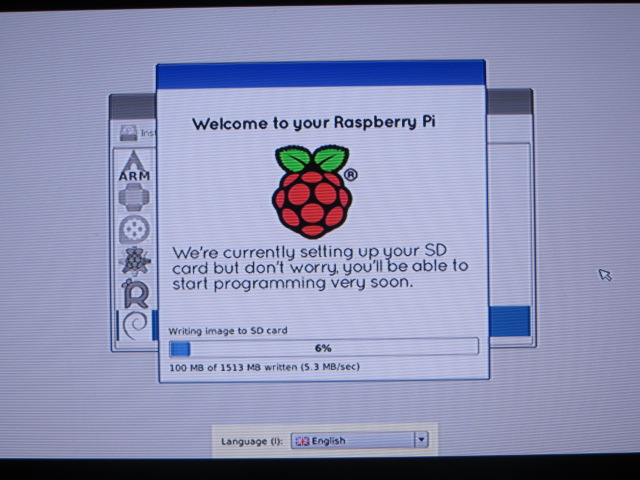 Welcome to your Raspberry Pi
®
Inst
ARM
We're currently setting up your SD
card but don't worry, you'll be able to
start programming very soon.
Writing image to SD card
6%
100 MB of 1513 MB written (5.3 MB/sec)
Language (l): English